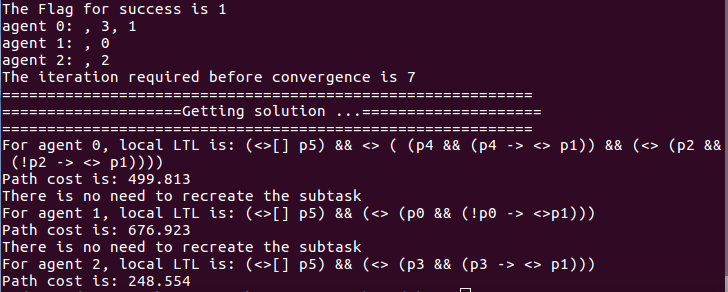 The Flag for success is 1
agent 0: , 3, 1
agent 1: , 0
agent 2: , 2
The iteration required before convergence is 7
===========================================================
====================Getting solution ...====================
===========================================================
For agent 0, local LTL is: (<>[] p5) && <> ( (p4 && (p4 -> <> p1)) && (<> (p2 &&
 (!p2 -> <> p1))))
Path cost is: 499.813
There is no need to recreate the subtask
For agent 1, local LTL is: (<>[] p5) && (<> (p0 && (!p0 -> <>p1)))
Path cost is: 676.923
There is no need to recreate the subtask
For agent 2, local LTL is: (<>[] p5) && (<> (p3 && (p3 -> <> p1)))
Path cost is: 248.554